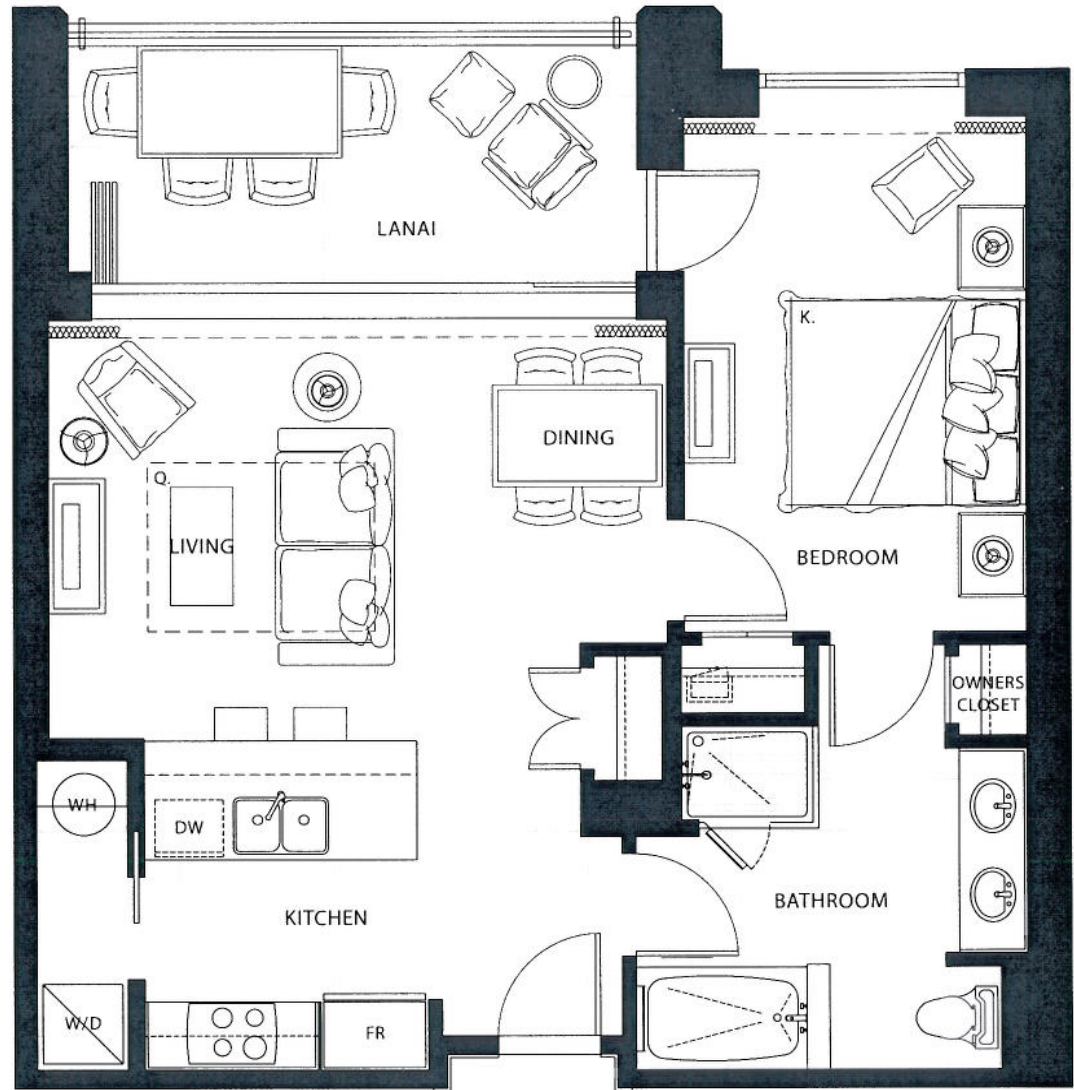 LANAI
K.
DINING
Q.
LIVING
BEDROOM
OWNERS
CLOSET
WH
DW
BATHROOM
KITCHEN
W/D
FR